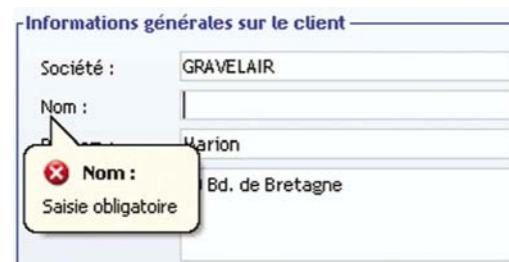 Informations générales sur le client
Société :
GRAVELAIR
Nom :
Marion
Bd. de Bretagne
Nom :
Saisie obligatoire